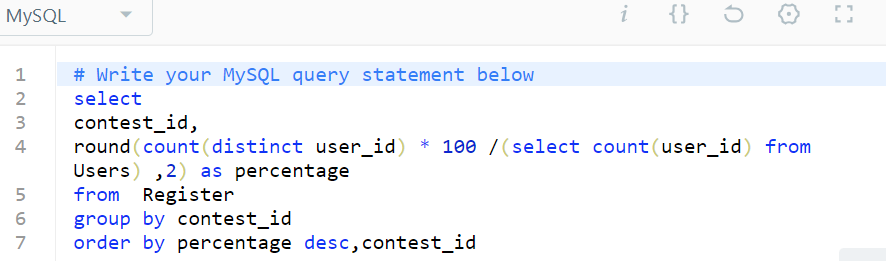 MySQL
i {}
1 # Write your MySQL query statement below
2 select
3 contest_id,
4 round(count(distinct user_id) * 100 /(select count(user_id) from
Users) ,2) as percentage
5 from  Register
6 group by contest_id
7 order by percentage desc,contest_id